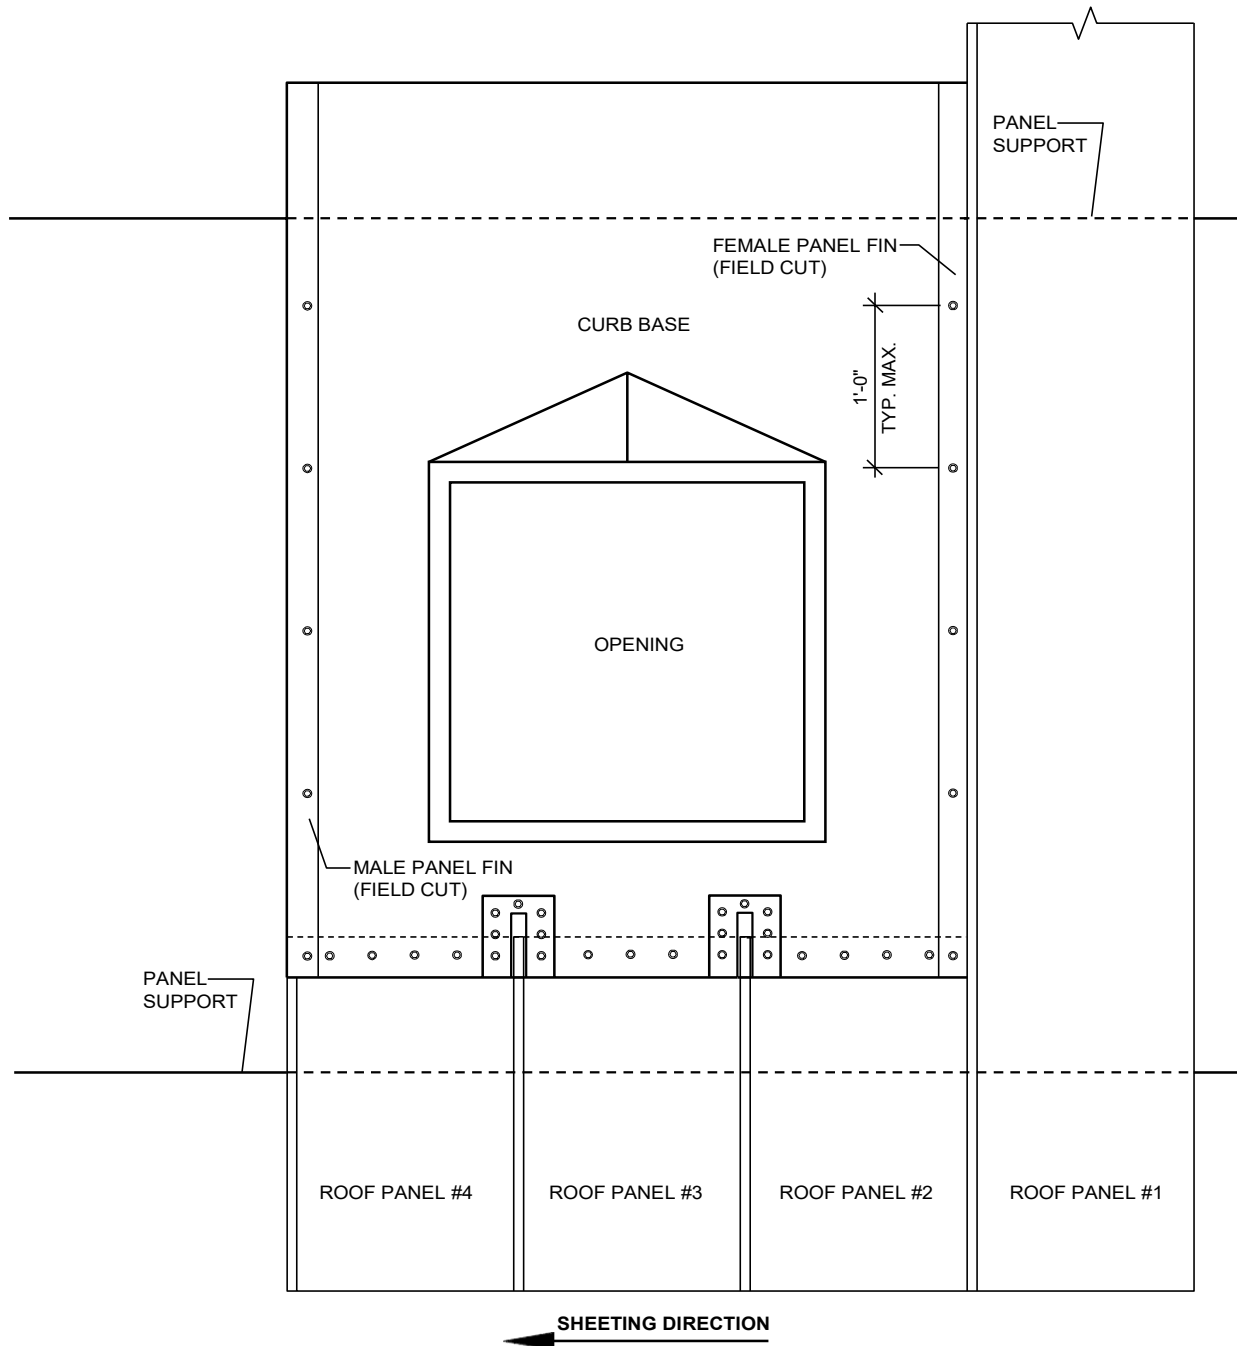 PANEL
SUPPORT
FEMALE PANEL FIN
(FIELD CUT)
CURB BASE
1'-0"
TYP. MAX.
OPENING
MALE PANEL FIN
(FIELD CUT)
PANEL
SUPPORT
ROOF PANEL #4
ROOF PANEL #3
ROOF PANEL #2
ROOF PANEL #1
SHEETING DIRECTION